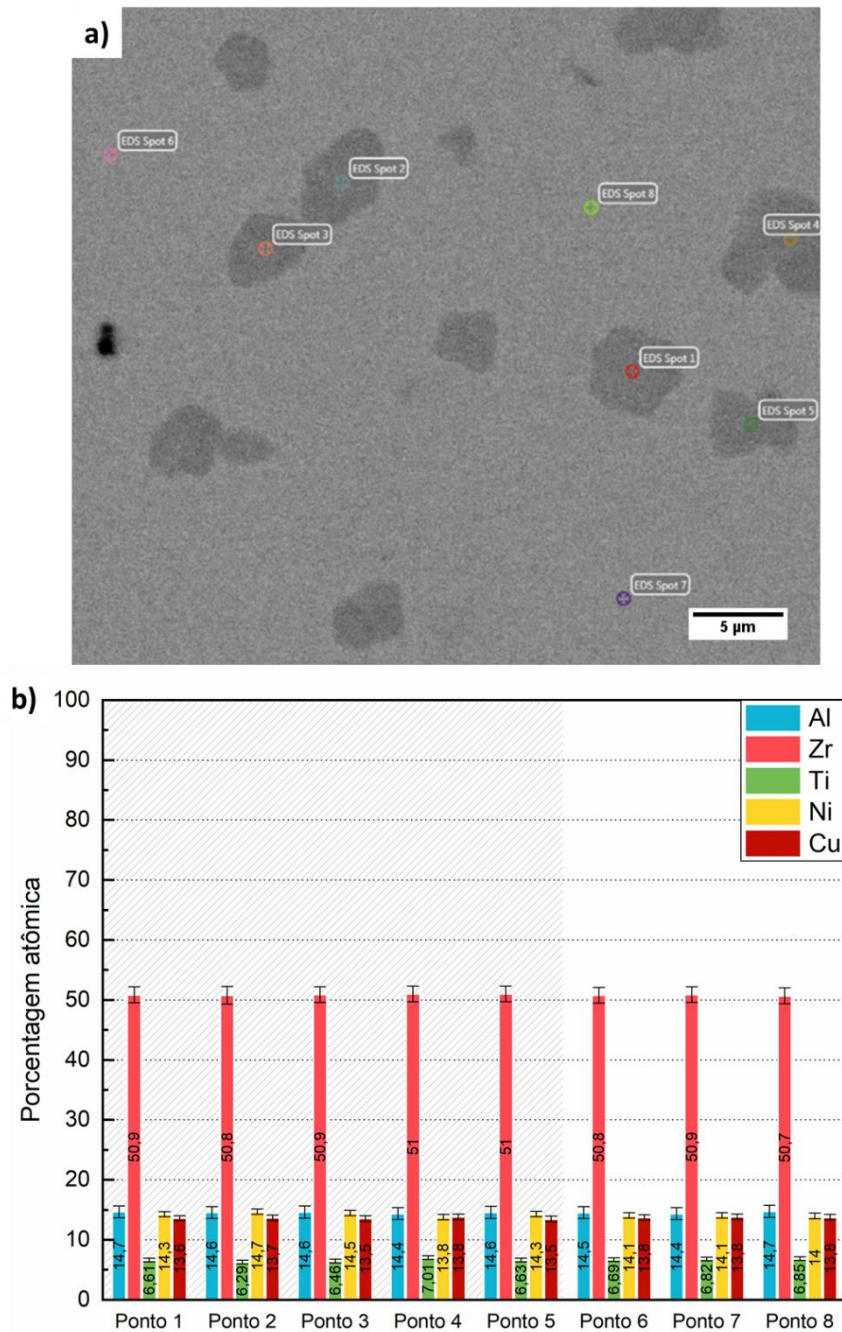 a)
EDS Spot 6
EDS Spot 2
EDS Spot 8
EDS Spot 3
EDS Spot 4
EDS Spot 1
EDS Spot 5
EDS Spot 7
5 µm
b)
Porcentagem atômica
100
90
80
70
60
50
40
30
20
10
0
Al
Zr
Ti
Ni
Cu
14,7 50,9 6,61 14,3 13,6
14,6 50,8 6,29 14,7 13,7
14,6 50,9 6,46 14,5 13,5
14,4 51 7,01 13,8 13,8
14,6 51 6,63 14,3 13,5
14,5 50,8 6,69 14,1 13,8
14,4 50,9 6,82 14,1 13,8
14,7 50,7 6,85 14 13,8
Ponto 1 Ponto 2 Ponto 3 Ponto 4 Ponto 5 Ponto 6 Ponto 7 Ponto 8